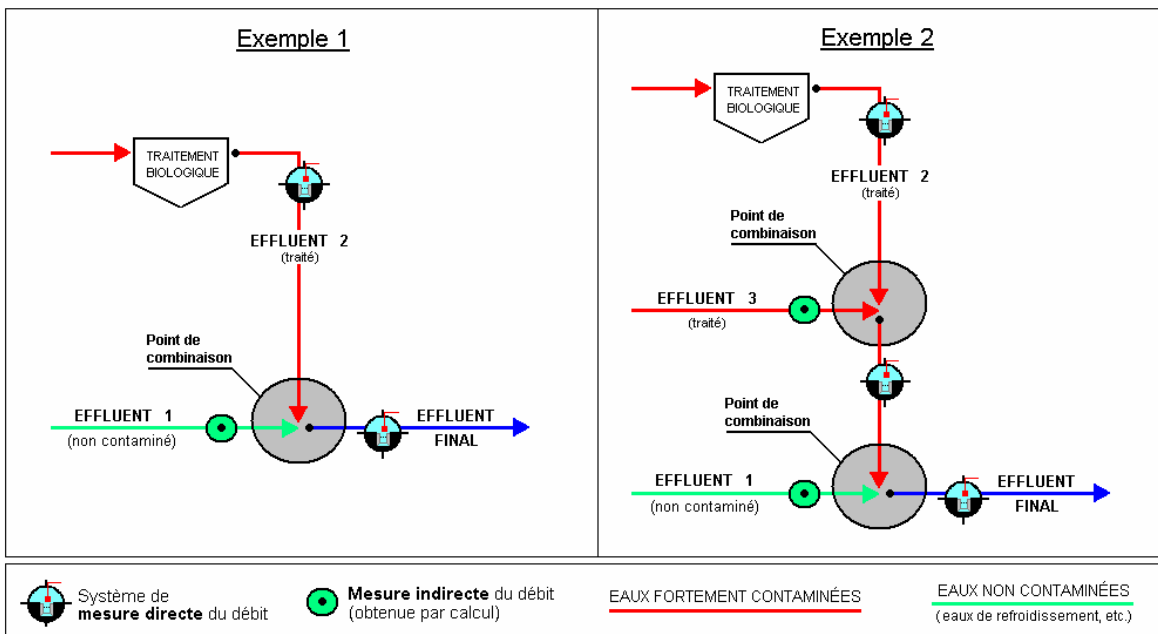 Exemple 1
TRAITEMENT
BIOLOGIQUE
EFFLUENT 2
(traité)
Point de
combinaison
EFFLUENT 1
(non contaminé)
EFFLUENT
FINAL
Exemple 2
TRAITEMENT
BIOLOGIQUE
EFFLUENT 2
(traité)
Point de
combinaison
EFFLUENT 3
(traité)
Point de
combinaison
EFFLUENT 1
(non contaminé)
EFFLUENT
FINAL
Système de
mesure directe du débit
Mesure indirecte du débit
(obtenue par calcul)
EAUX FORTEMENT CONTAMINÉES
EAUX NON CONTAMINÉES
(eaux de refroidissement, etc.)